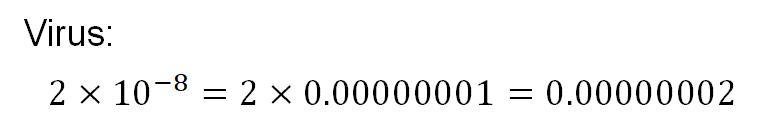 Virus:
2 × 10⁻⁸ = 2 × 0.00000001 = 0.00000002